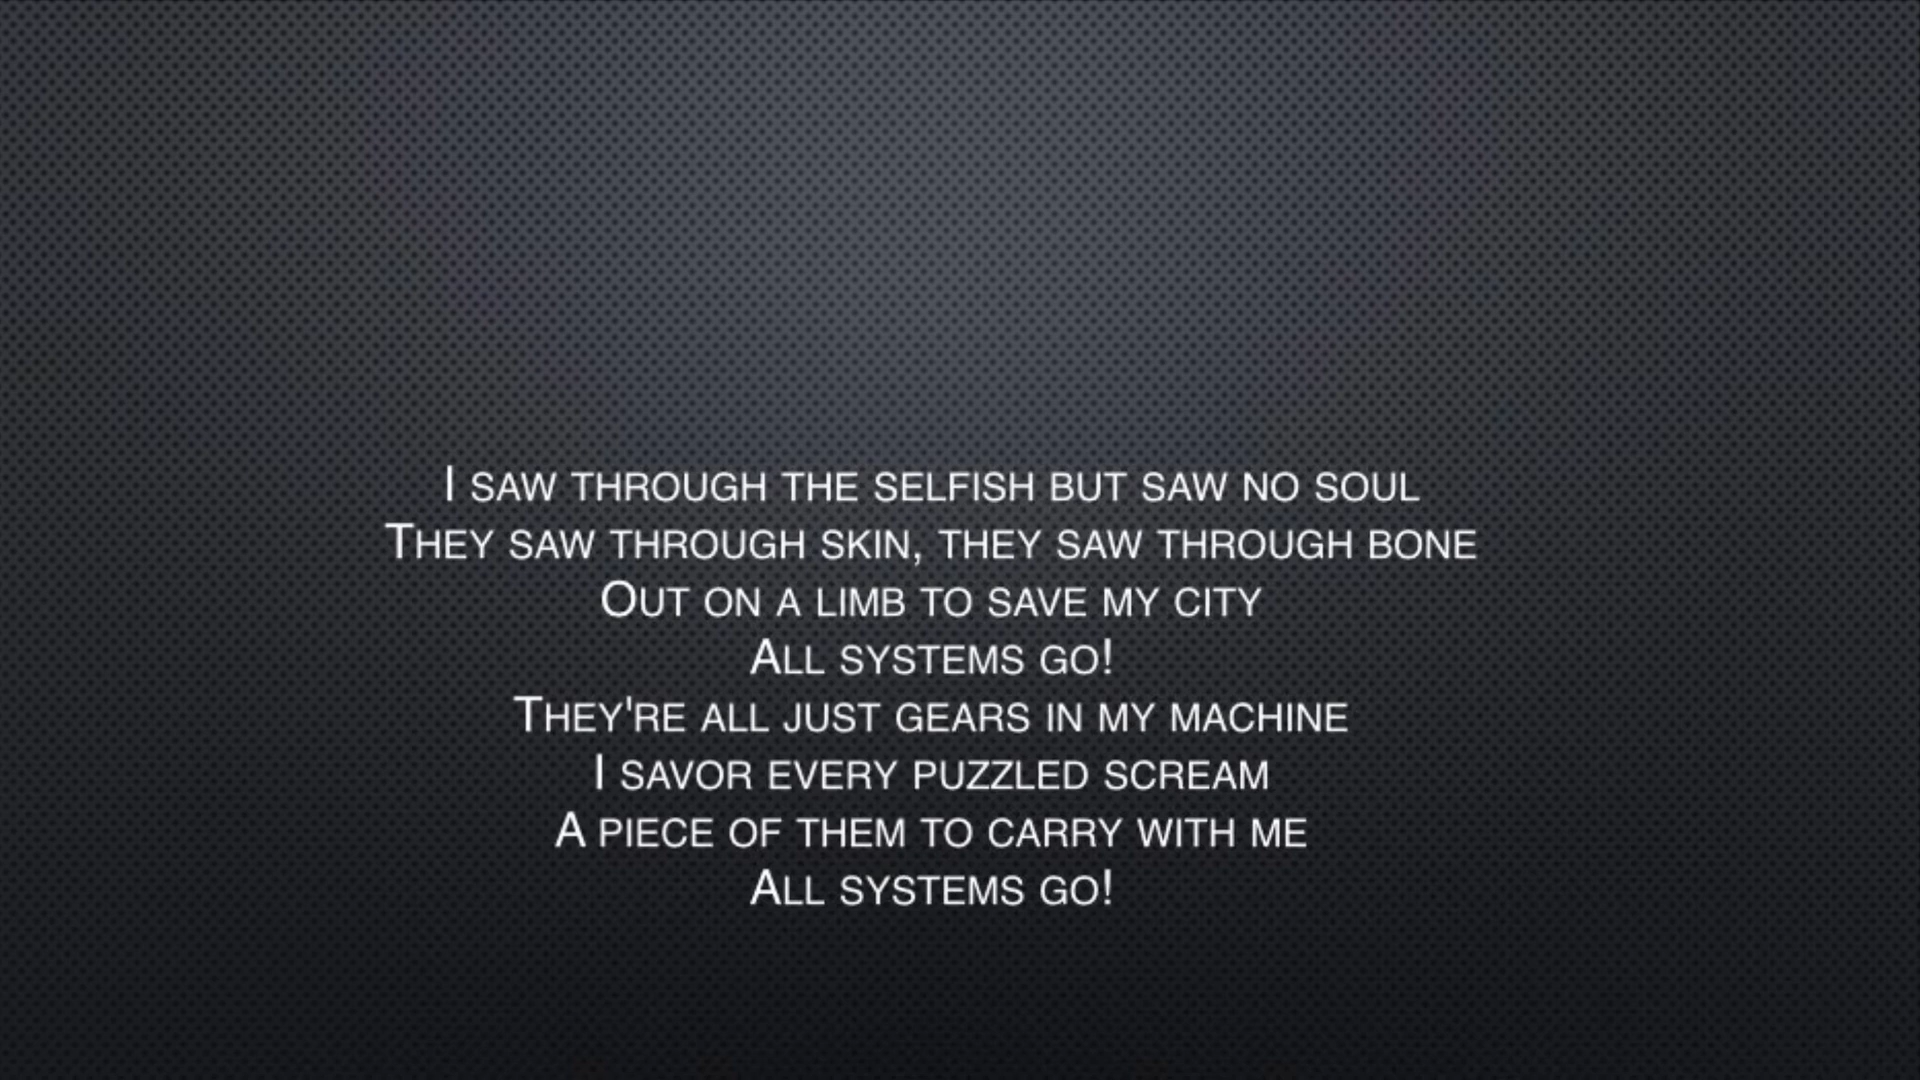 I saw through the selfish but saw no soul
They saw through skin, they saw through bone
Out on a limb to save my city
All systems go!
They're all just gears in my machine
I savor every puzzled scream
A piece of them to carry with me
All systems go!